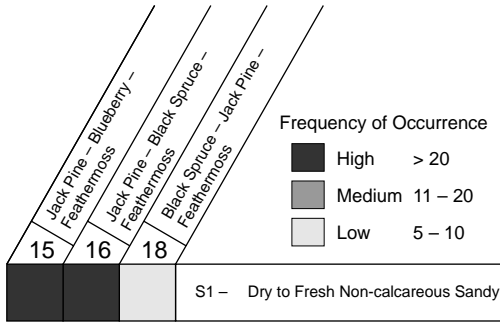 Jack Pine – Blueberry –
Feathermoss
Jack Pine – Black Spruce –
Feathermoss
Black Spruce – Jack Pine –
Feathermoss
15
16
18
Frequency of Occurrence
High > 20
Medium 11 – 20
Low 5 – 10
S1 – Dry to Fresh Non-calcareous Sandy